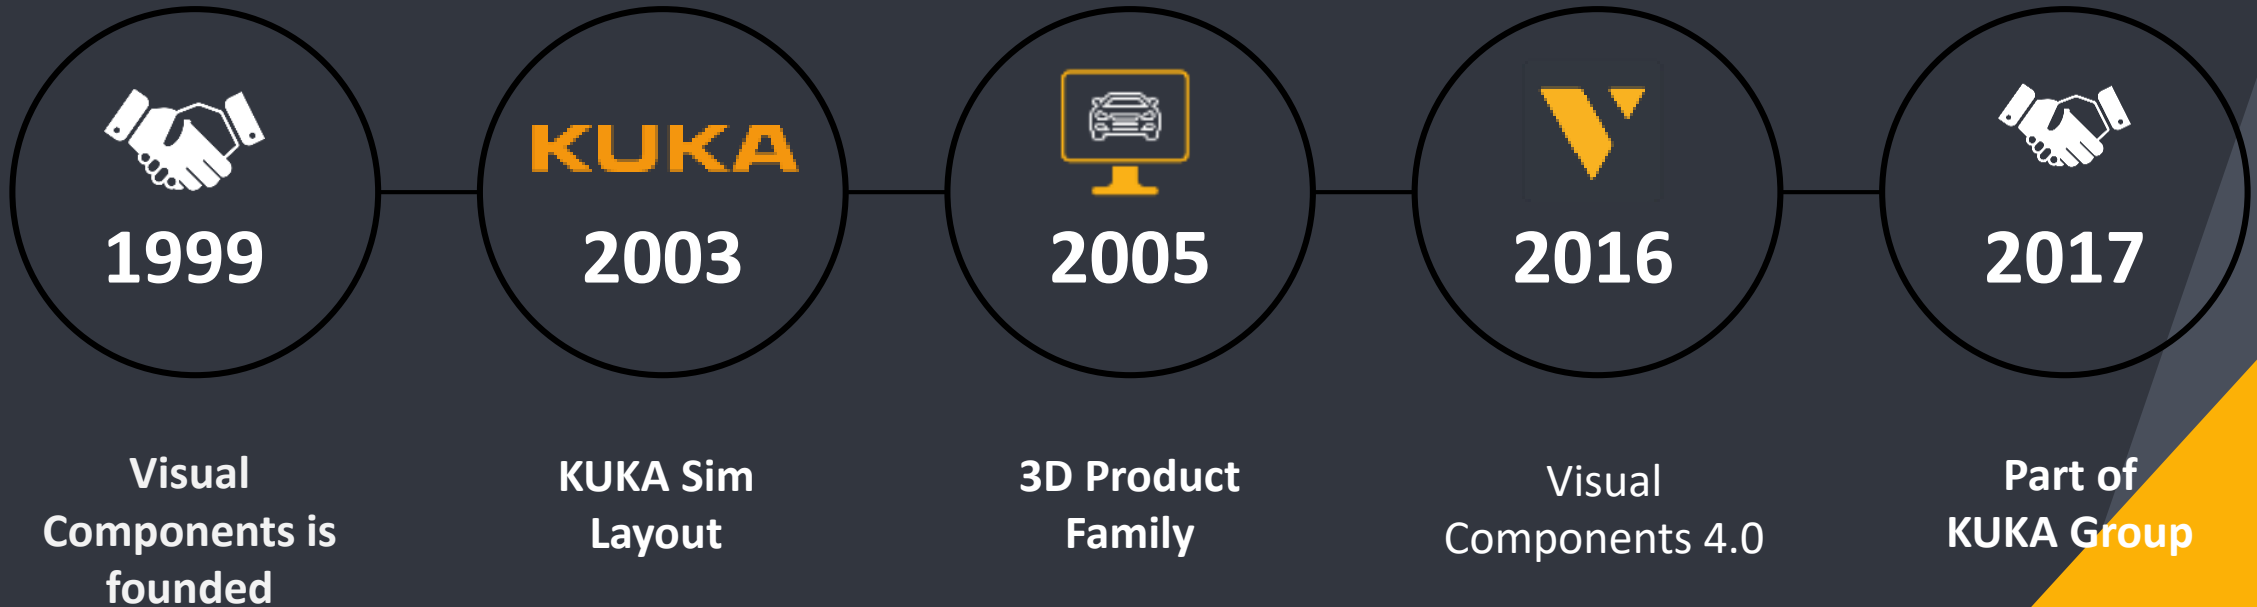 1999
Visual
Components is
founded
KUKA
2003
KUKA Sim
Layout
2005
3D Product
Family
2016
Visual
Components 4.0
2017
Part of
KUKA Group